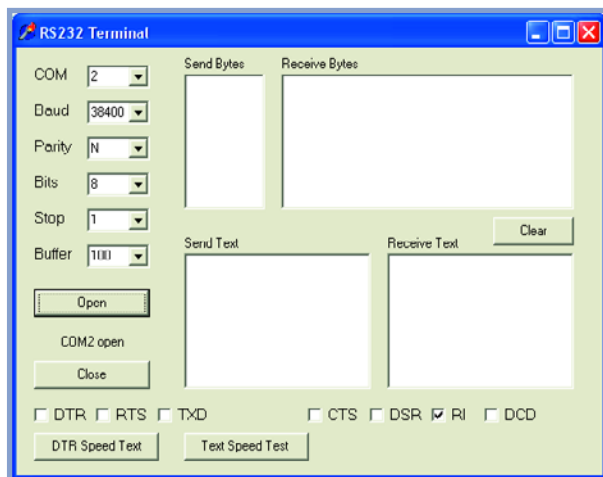 RS232 Terminal
COM 2
Baud 38400
Parity N
Bits 8
Stop 1
Buffer 100
Open
COM2 open
Close
Send Bytes Receive Bytes
Clear
Send Text Receive Text
DTR RTS TXD CTS DSR RI DCD
DTR Speed Text Text Speed Test